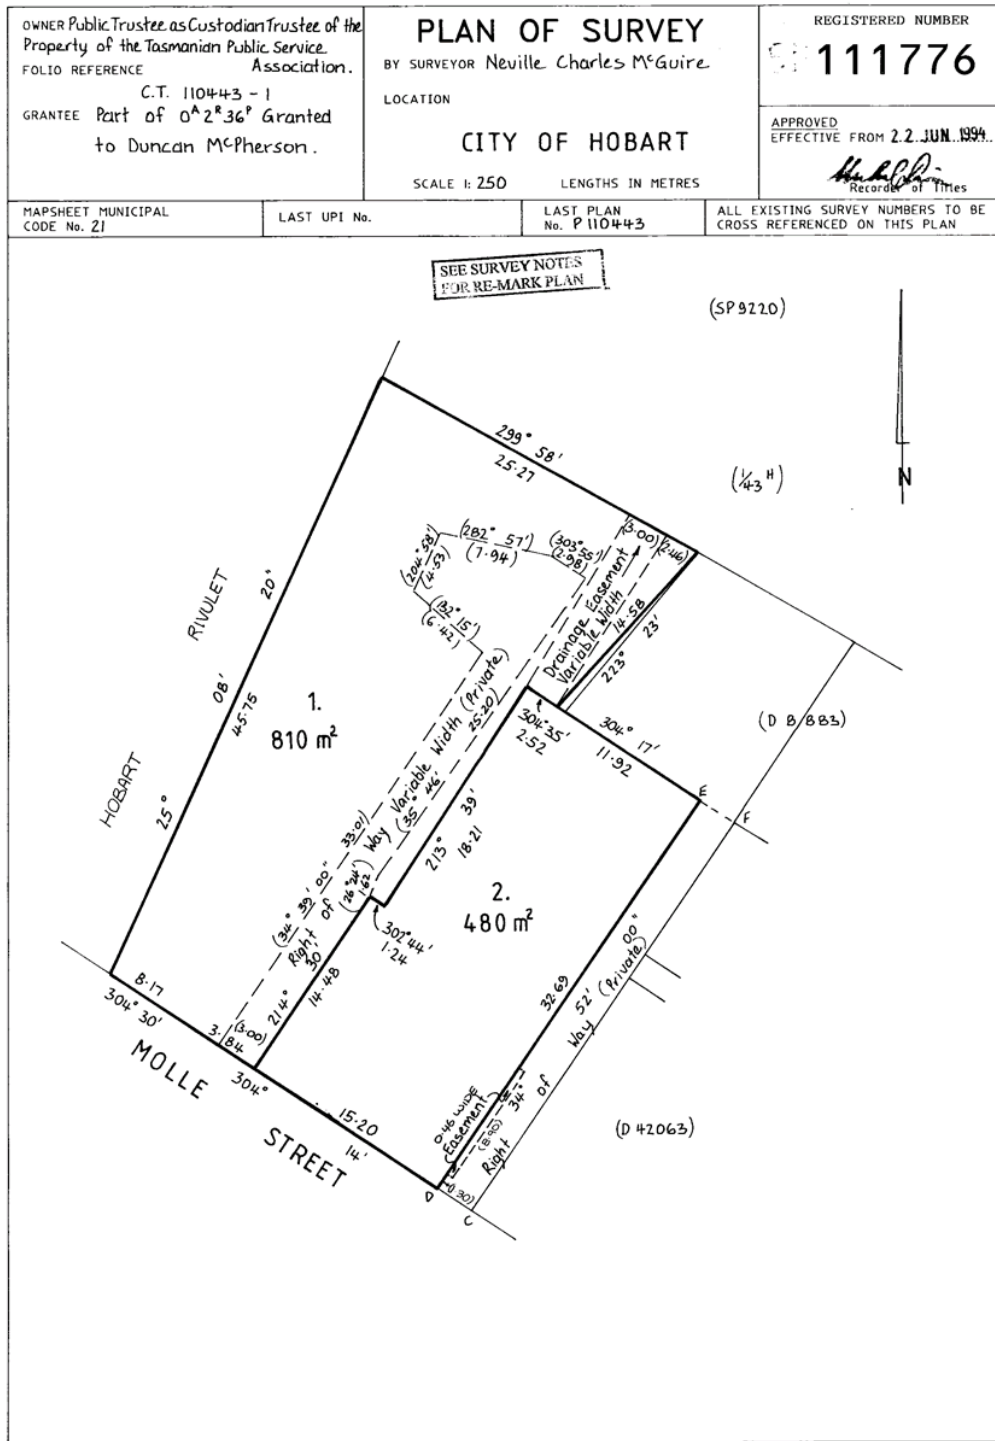 OWNER Public Trustee as Custodian Trustee of the
Property of the Tasmanian Public Service
Association.
FOLIO REFERENCE
C.T. 110443 - 1
GRANTEE Part of 0ᴬ 2ᴿ 36ᴾ Granted
to Duncan McPherson.
PLAN OF SURVEY
BY SURVEYOR Neville Charles McGuire
LOCATION
CITY OF HOBART
SCALE 1: 250 LENGTHS IN METRES
REGISTERED NUMBER
SP 111776
APPROVED
EFFECTIVE FROM 22 JUN 1994
Recorder of Titles
MAPSHEET MUNICIPAL
CODE No. 21
LAST UPI No.
LAST PLAN
No. P110443
ALL EXISTING SURVEY NUMBERS TO BE
CROSS REFERENCED ON THIS PLAN
SEE SURVEY NOTES
FOR RE-MARK PLAN
(SP9220)
299° 58'
25.27
(1/43 H)
N
(282° 57')
(7.94)
(303° 55')
(2.98)
(3.00)
(2.46)
(204° 58')
(4.53)
(132° 15')
(6.42)
Drainage Easement
Variable Width
14.58
223° 23'
HOBART RIVULET
25° 08' 20"
45.75
1.
810 m²
304° 35'
2.52
304° 17'
11.92
(D 8/883)
E
F
Right of Way Variable Width (Private)
(34° 39' 00" 33.01)
(35° 46'
25.20)
(26° 24')
1.62
213° 39'
18.21
302° 44'
1.24
2.
480 m²
214° 30'
14.48
32.69
Right of Way (Private)
34° 52' 00"
8.17
304° 30'
3.84
(3.00)
304° 14'
15.20
MOLLE STREET
0.46 WIDE
Easement
(8.90)
(0.30)
D
C
(D 42063)